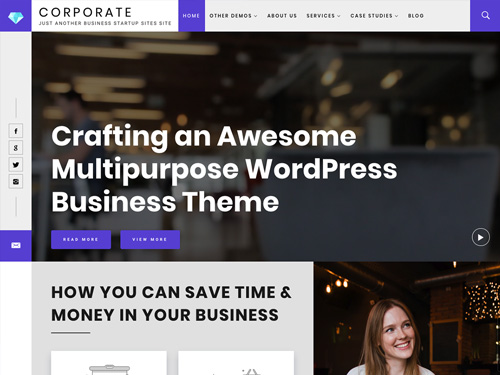 CORPORATE
JUST ANOTHER BUSINESS STARTUP SITES SITE
HOME OTHER DEMOS ABOUT US SERVICES CASE STUDIES BLOG
Crafting an Awesome
Multipurpose WordPress
Business Theme
READ MORE VIEW MORE
HOW YOU CAN SAVE TIME &
MONEY IN YOUR BUSINESS